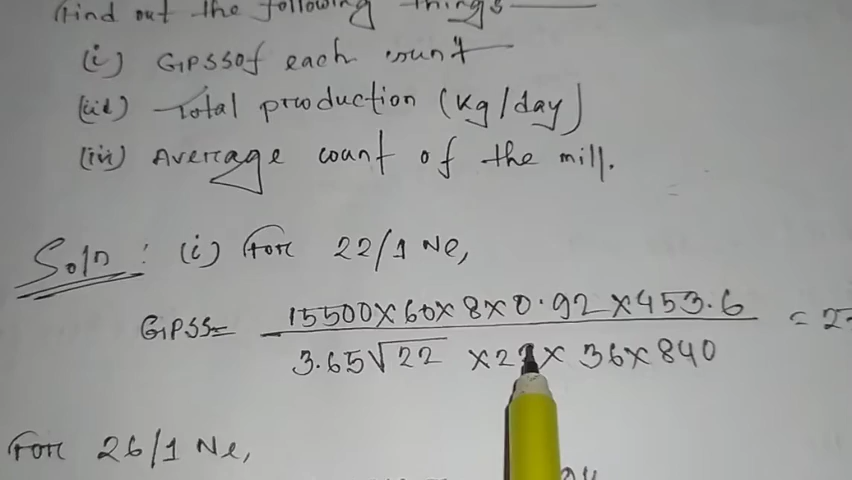 Find out the following things
(i) GPSS of each count
(ii) Total production (Kg/day)
(iii) Average count of the mill.
Soln : (i) For 22/1 Ne,
GPSS= 15500×60×8×0.92×453.6
3.65√22 ×22× 36×840
For 26/1 Ne,